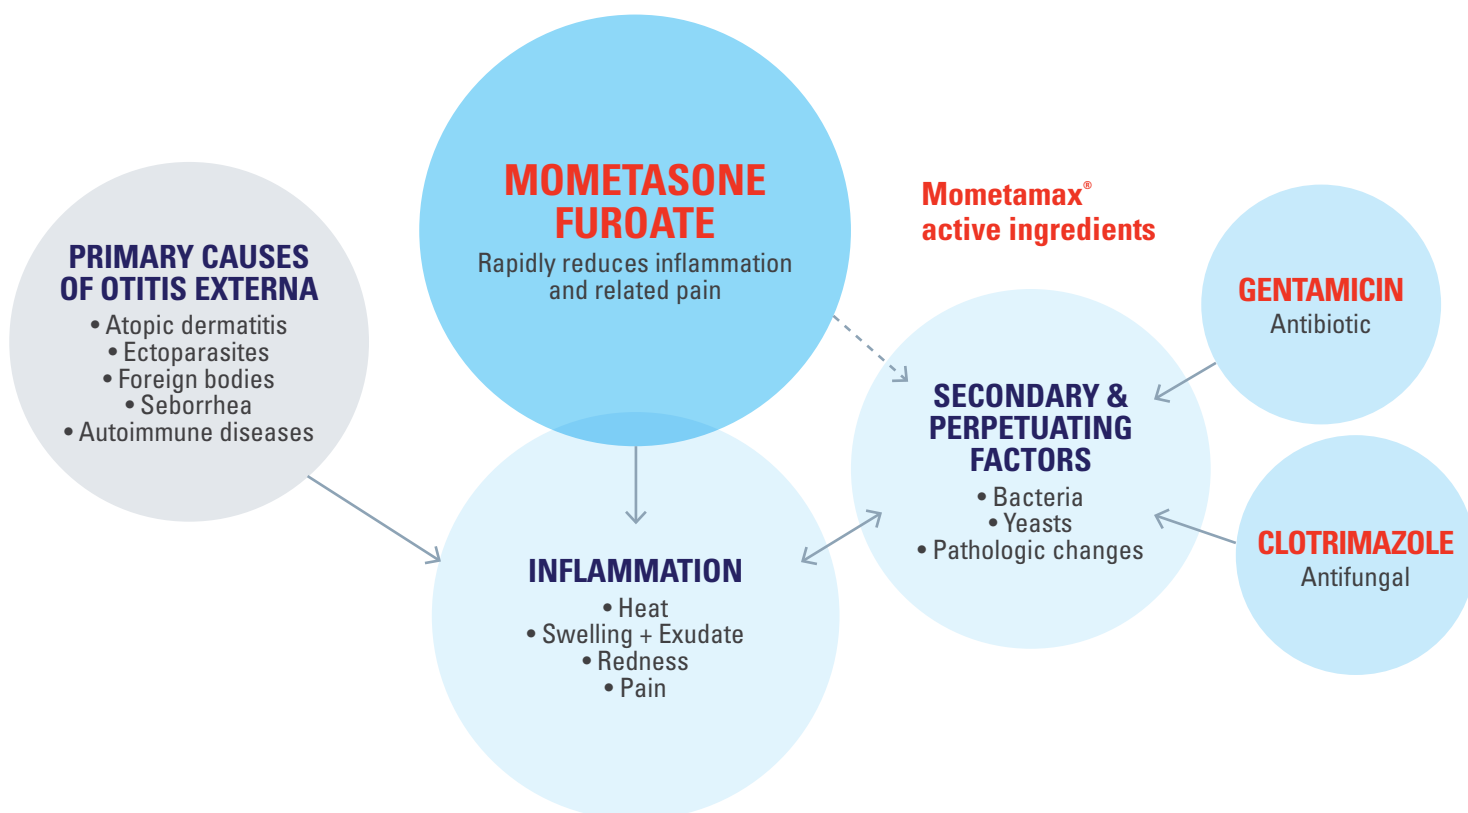 PRIMARY CAUSES
OF OTITIS EXTERNA
• Atopic dermatitis
• Ectoparasites
• Foreign bodies
• Seborrhea
• Autoimmune diseases
MOMETASONE
FUROATE
Rapidly reduces inflammation
and related pain
INFLAMMATION
• Heat
• Swelling + Exudate
• Redness
• Pain
Mometamax®
active ingredients
SECONDARY &
PERPETUATING
FACTORS
• Bacteria
• Yeasts
• Pathologic changes
GENTAMICIN
Antibiotic
CLOTRIMAZOLE
Antifungal